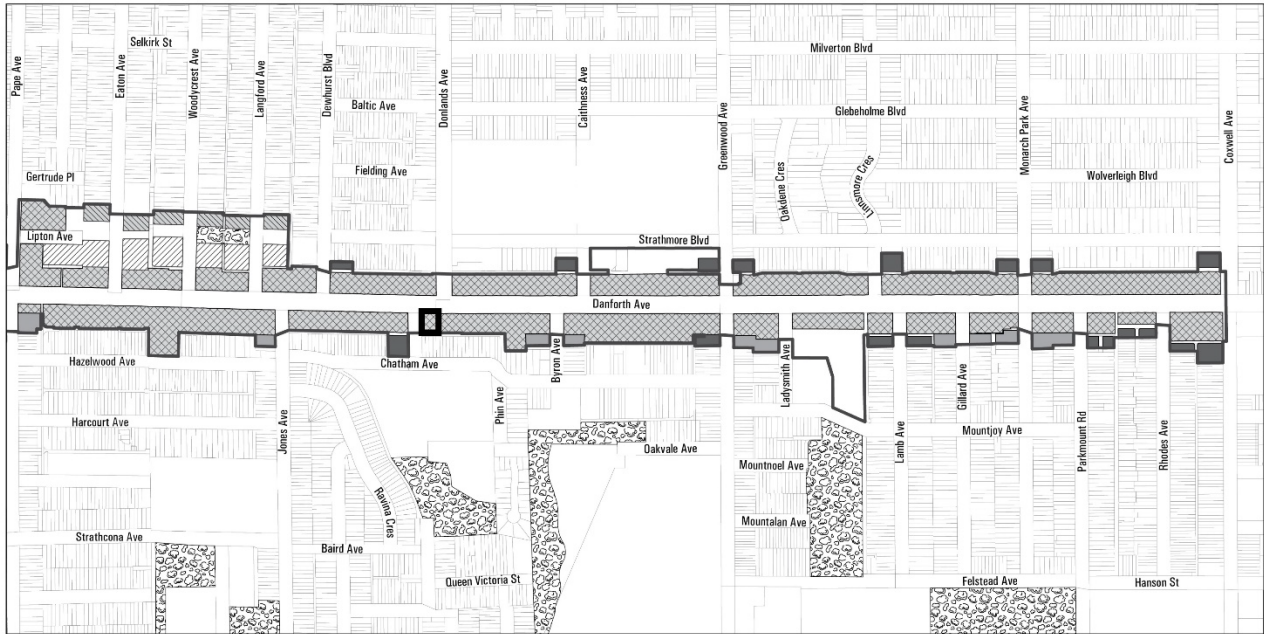 Pape Ave
Eaton Ave
Selkirk St
Woodycrest Ave
Langford Ave
Dewhurst Blvd
Donlands Ave
Caithness Ave
Greenwood Ave
Milverton Blvd
Monarch Park Ave
Coxwell Ave
Baltic Ave
Glebeholme Blvd
Gertrude Pl
Fielding Ave
Oakdene Cres
Linnsmore Cres
Wolverleigh Blvd
Lipton Ave
Strathmore Blvd
Danforth Ave
Hazelwood Ave
Chatham Ave
Byron Ave
Ladysmith Ave
Gillard Ave
Harcourt Ave
Jones Ave
Phin Ave
Oakvale Ave
Lamb Ave
Mountjoy Ave
Parkmount Rd
Rhodes Ave
Ravina Cres
Mountnoel Ave
Mountalan Ave
Strathcona Ave
Baird Ave
Queen Victoria St
Felstead Ave
Hanson St